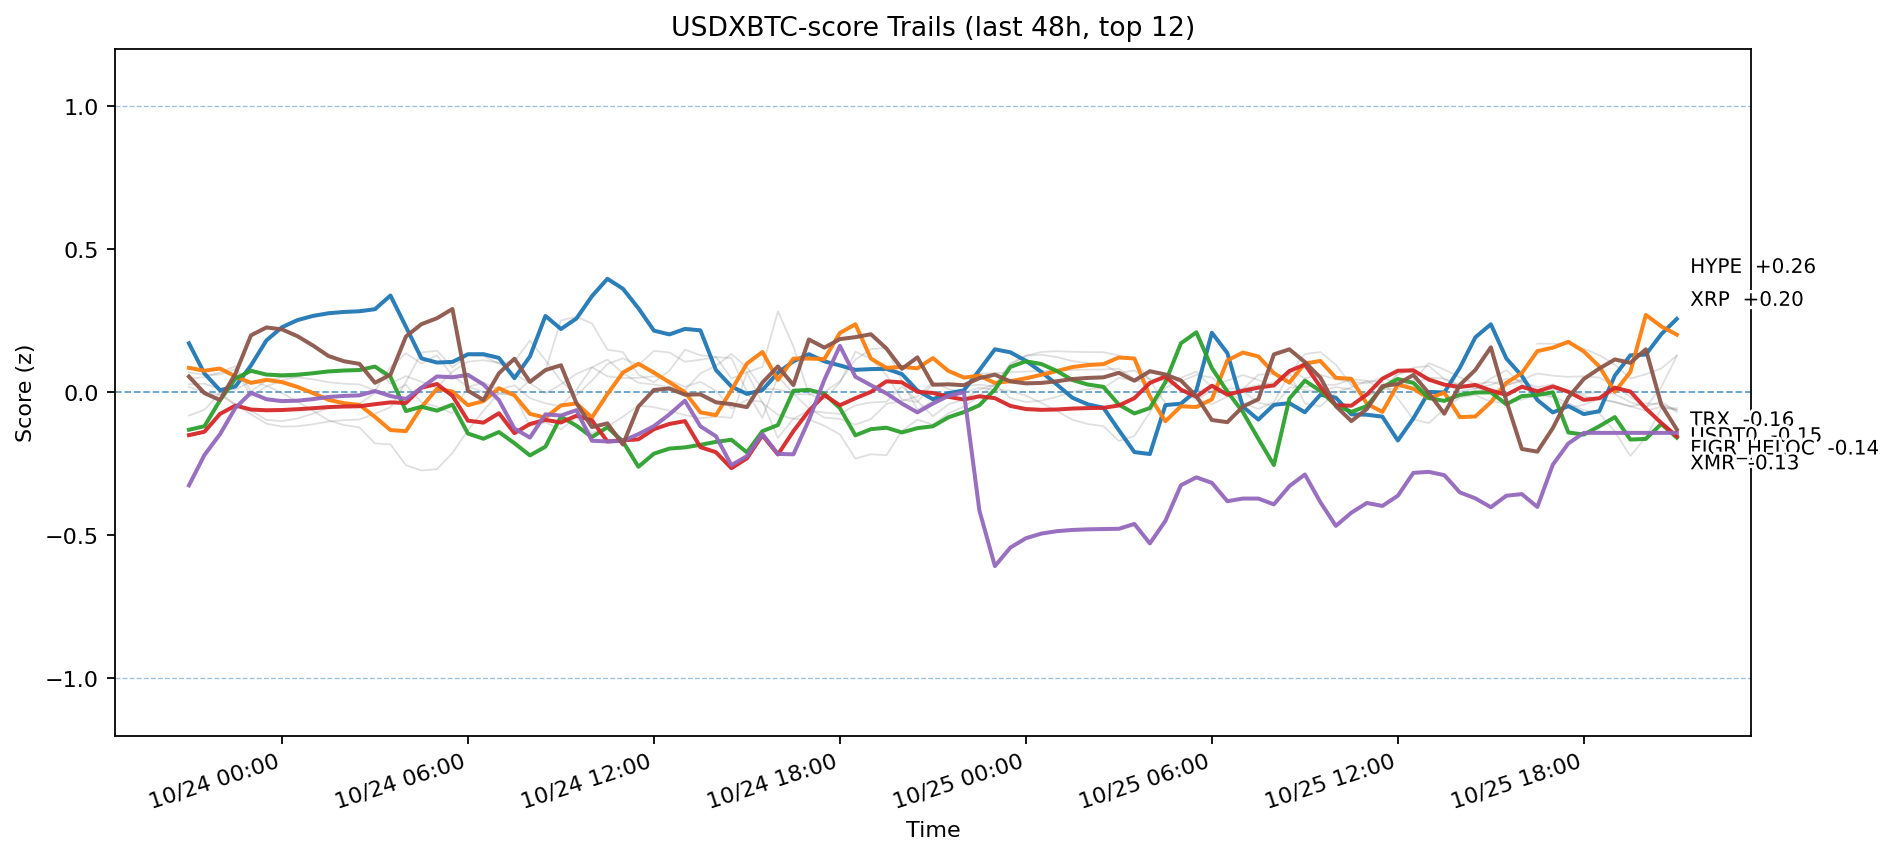 USDXBTC-score Trails (last 48h, top 12)
Score (z)
1.0
0.5
0.0
−0.5
−1.0
HYPE +0.26
XRP +0.20
TRX -0.16
USDT0 -0.15
FIGR_HELOC -0.14
XMR -0.13
10/24 00:00
10/24 06:00
10/24 12:00
10/24 18:00
10/25 00:00
10/25 06:00
10/25 12:00
10/25 18:00
Time